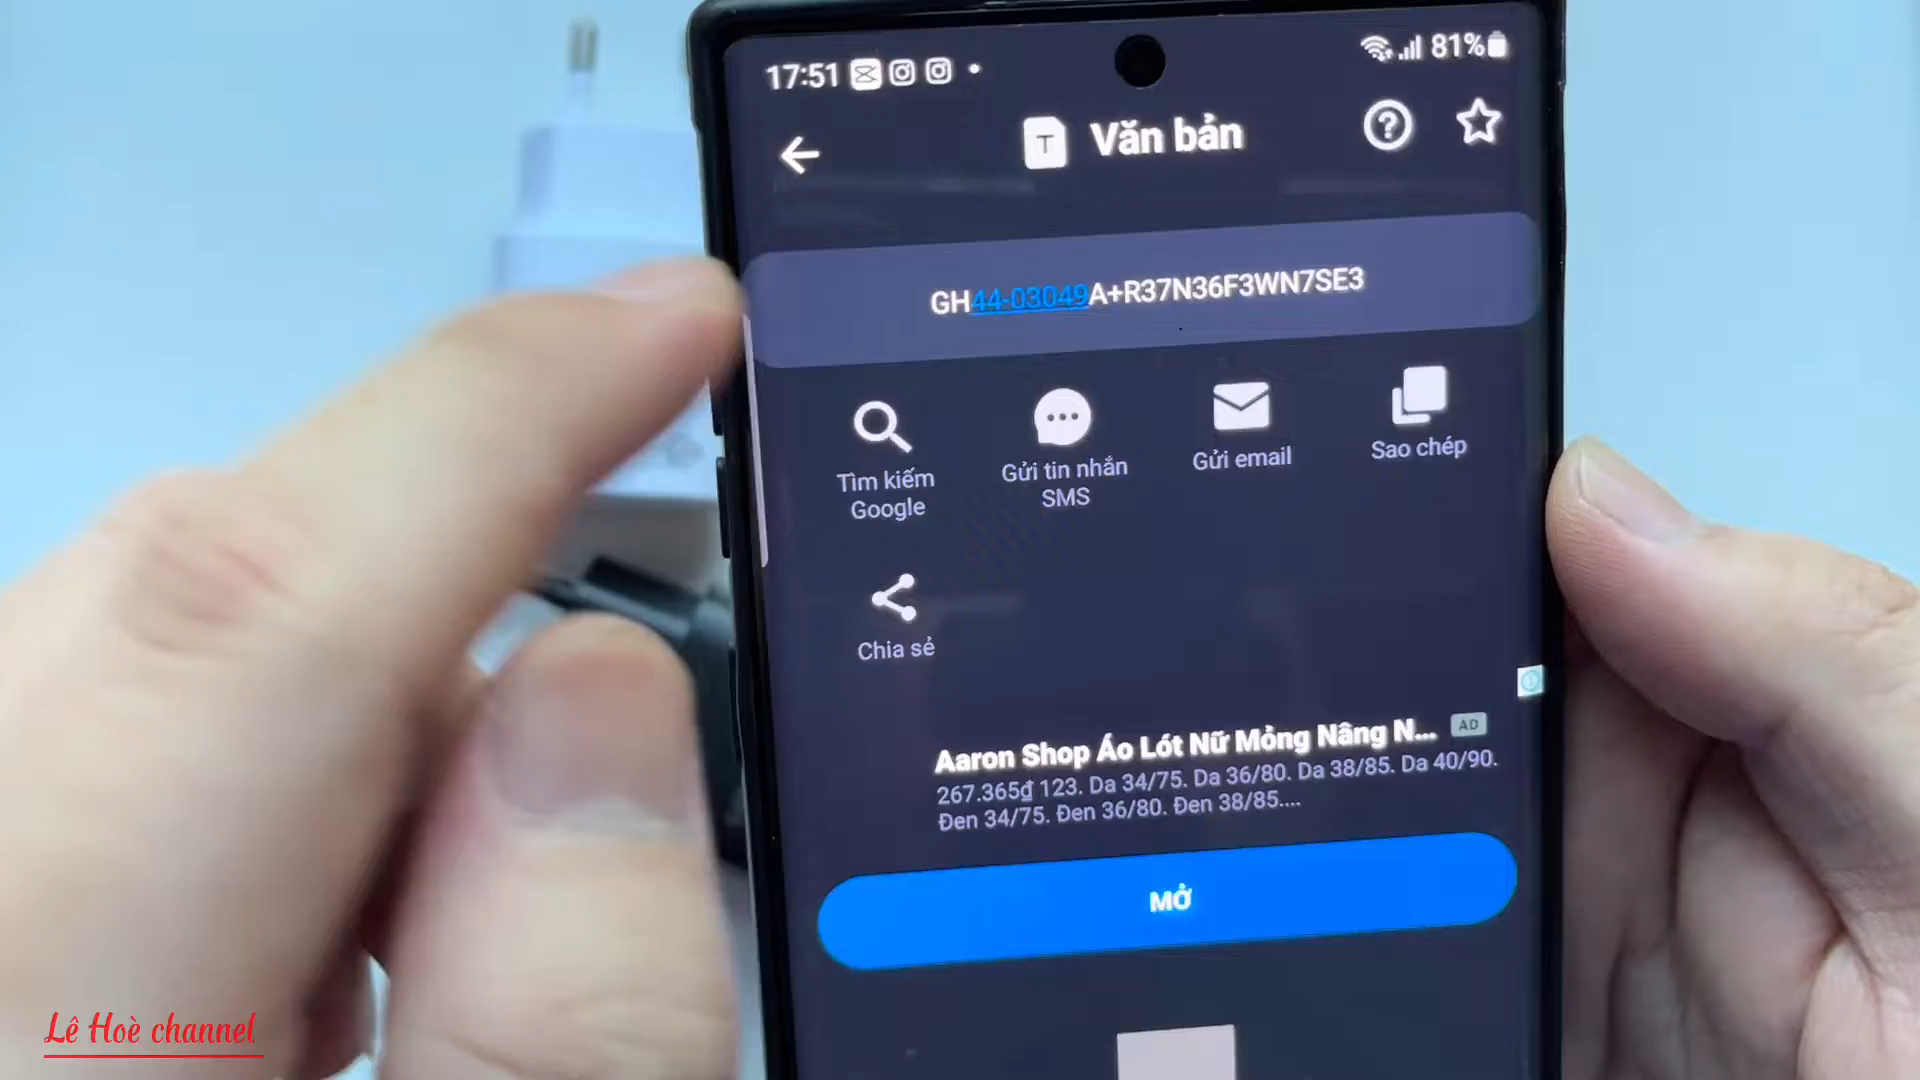 17:51
81%
Văn bản
GH44-03049A+R37N36F3WN7SE3
Tìm kiếm
Google
Gửi tin nhắn
SMS
Gửi email
Sao chép
Chia sẻ
Aaron Shop Áo Lót Nữ Mỏng Nâng N...
AD
267.365₫ 123. Da 34/75. Da 36/80. Da 38/85. Da 40/90.
Đen 34/75. Đen 36/80. Đen 38/85....
MỞ
Lê Hoè channel